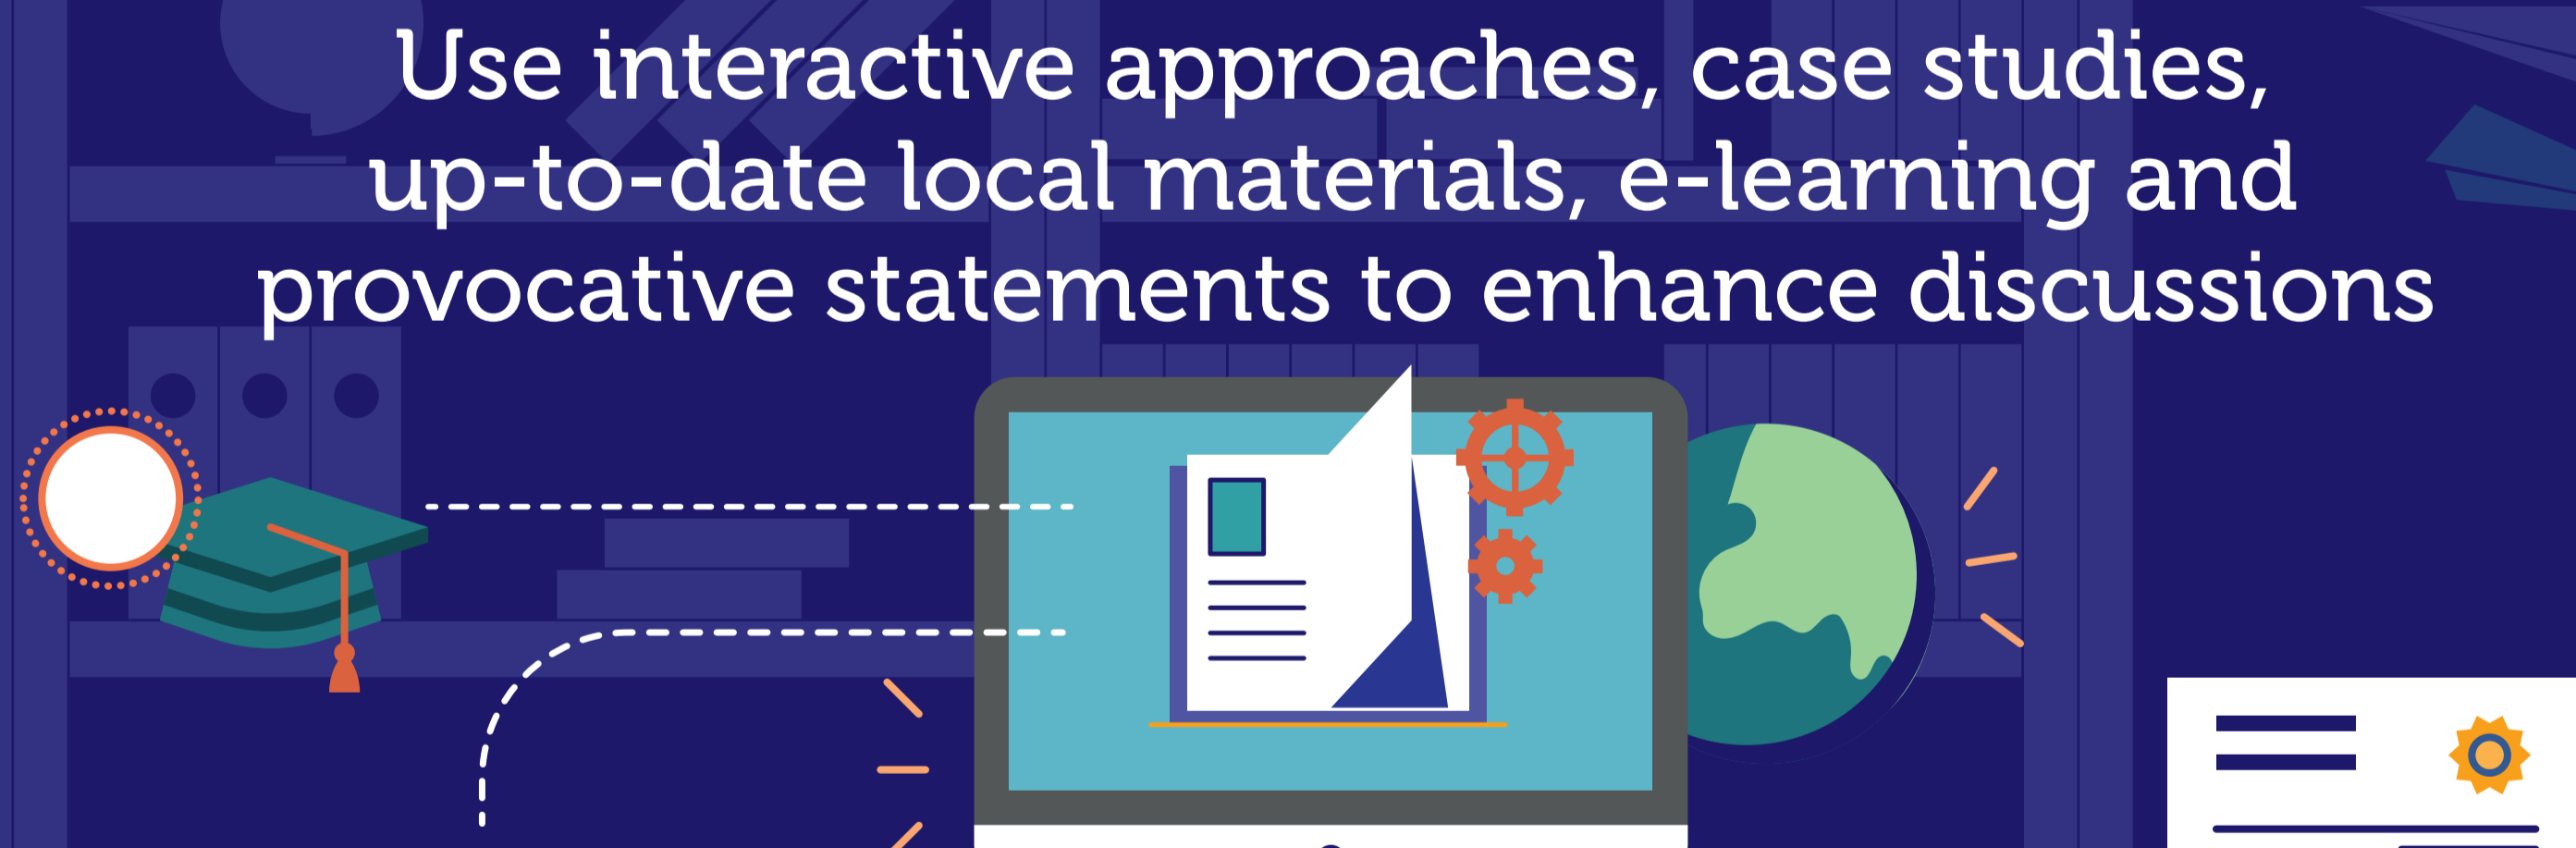 Use interactive approaches, case studies,
up-to-date local materials, e-learning and
provocative statements to enhance discussions